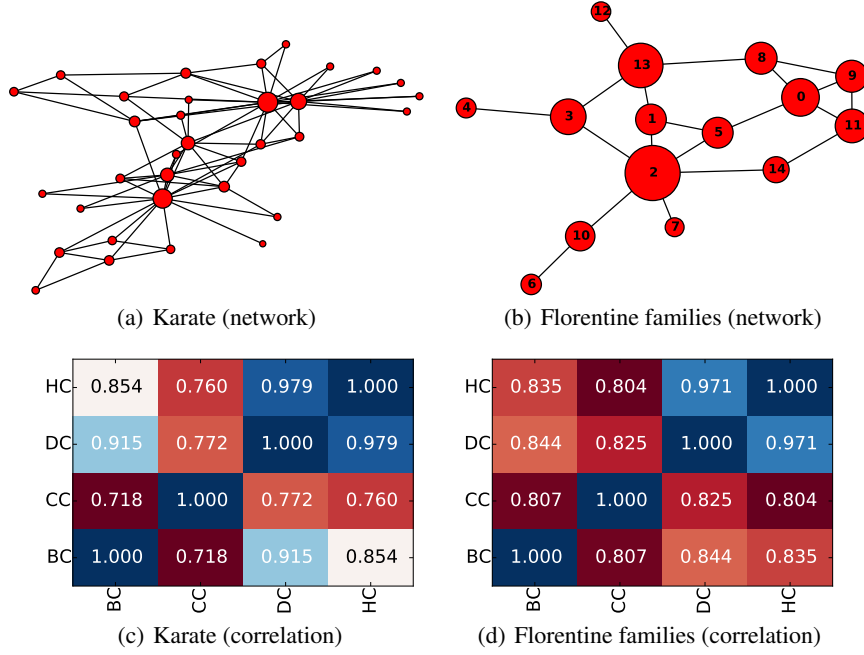 12
13
8
9
4
3
1
5
0
11
2
14
10
7
6
(a) Karate (network)
(b) Florentine families (network)
HC 0.854 0.760 0.979 1.000
DC 0.915 0.772 1.000 0.979
CC 0.718 1.000 0.772 0.760
BC 1.000 0.718 0.915 0.854
BC CC DC HC
(c) Karate (correlation)
HC 0.835 0.804 0.971 1.000
DC 0.844 0.825 1.000 0.971
CC 0.807 1.000 0.825 0.804
BC 1.000 0.807 0.844 0.835
BC CC DC HC
(d) Florentine families (correlation)